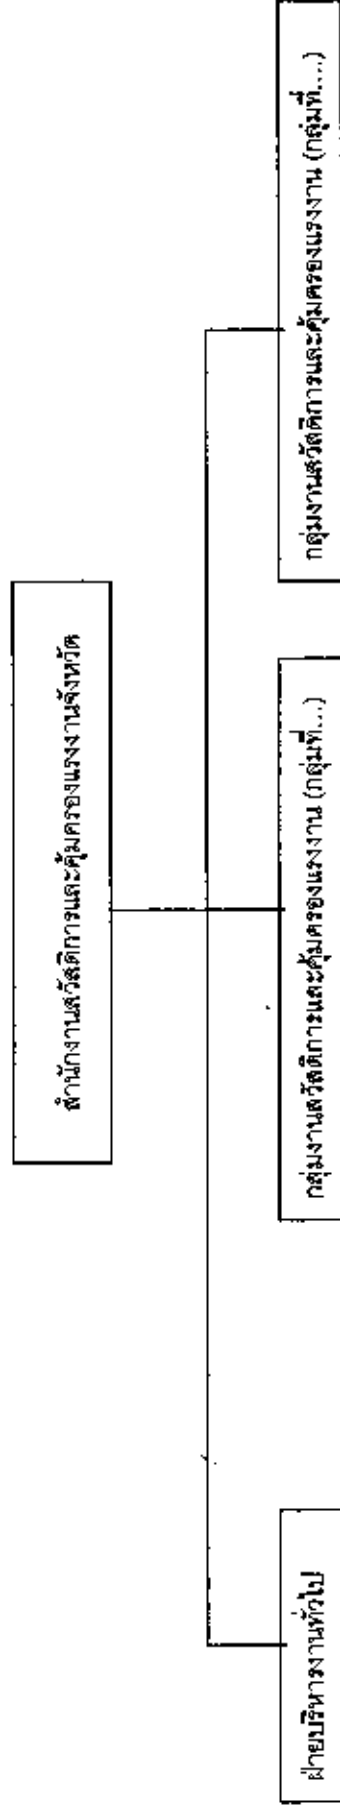 สำนักงานสวัสดิการและคุ้มครองแรงงานจังหวัด
ฝ่ายบริหารงานทั่วไป
กลุ่มงานสวัสดิการและคุ้มครองแรงงาน (กลุ่มที่...)
กลุ่มงานสวัสดิการและคุ้มครองแรงงาน (กลุ่มที่....)